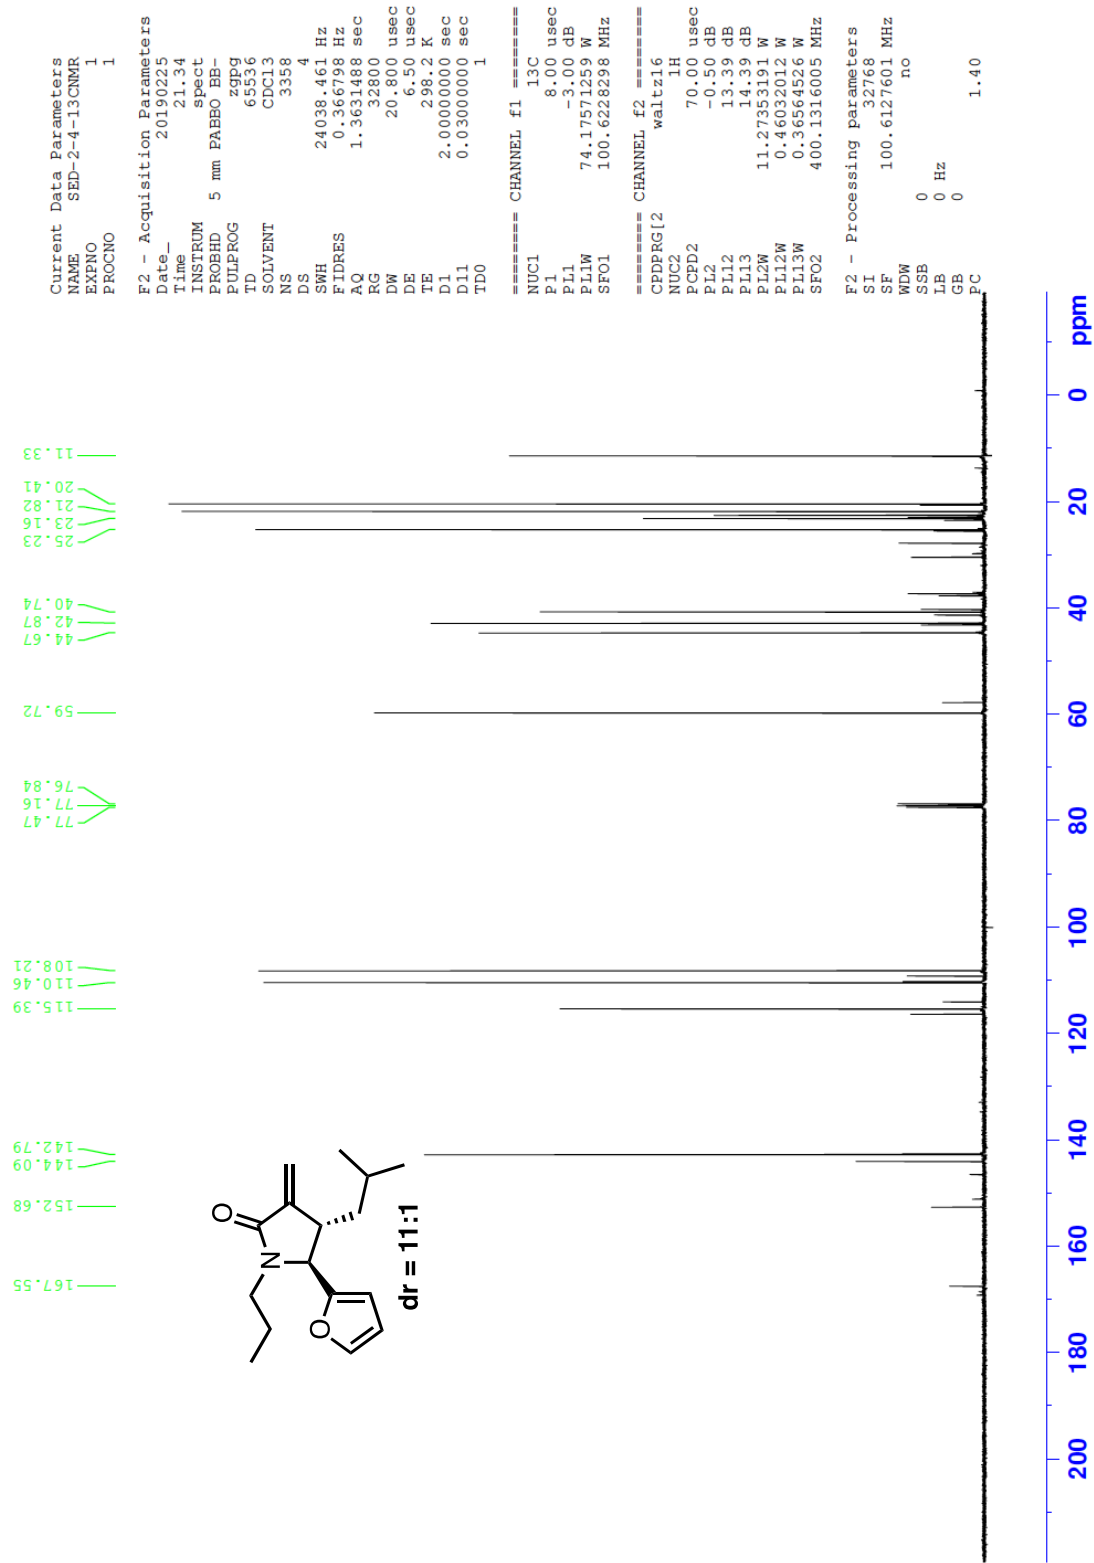 Current Data Parameters
NAME SED-2-4-13CNMR
EXPNO 1
PROCNO 1
F2 - Acquisition Parameters
Date_ 20190225
Time 21.34
INSTRUM spect
PROBHD 5 mm PABBO BB-
PULPROG zgpg
TD 65536
SOLVENT CDCl3
NS 3358
DS 4
SWH 24038.461 Hz
FIDRES 0.366798 Hz
AQ 1.3631488 sec
RG 32800
DW 20.800 usec
DE 6.50 usec
TE 298.2 K
D1 2.00000000 sec
D11 0.03000000 sec
TD0 1
======== CHANNEL f1 ========
NUC1 13C
P1 8.00 usec
PL1 -3.00 dB
PL1W 74.17571259 W
SFO1 100.6228298 MHz
======== CHANNEL f2 ========
CPDPRG[2 waltz16
NUC2 1H
PCPD2 70.00 usec
PL2 -0.50 dB
PL12 13.39 dB
PL13 14.39 dB
PL2W 11.27353191 W
PL12W 0.46032012 W
PL13W 0.36564526 W
SFO2 400.1316005 MHz
F2 - Processing parameters
SI 32768
SF 100.6127601 MHz
WDW no
SSB 0
LB 0 Hz
GB 0
PC 1.40
167.55
152.68
144.09
142.79
115.39
110.46
108.21
77.47
77.16
76.84
59.72
44.67
42.87
40.74
25.23
23.16
21.82
20.41
11.33
O
N
O
dr = 11:1
200 180 160 140 120 100 80 60 40 20 0 ppm